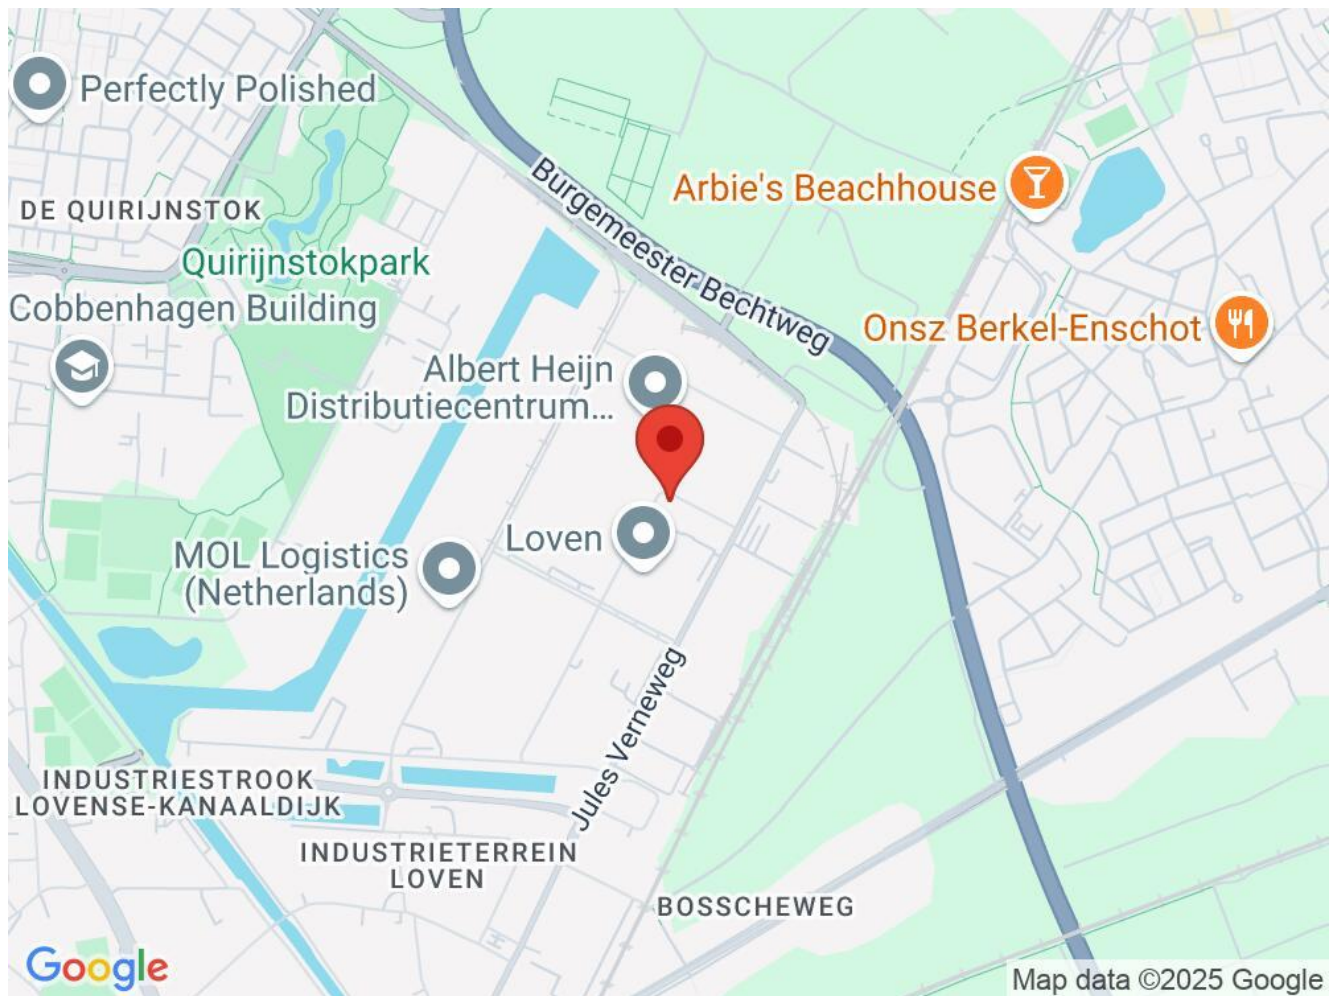 Perfectly Polished
Arbie's Beachhouse
DE QUIRIJNSTOK
Burgemeester Bechtweg
Quirijnstokpark
Cobbenhagen Building
Onsz Berkel-Enschot
Albert Heijn
Distributiecentrum...
Loven
MOL Logistics
(Netherlands)
Jules Verneweg
INDUSTRIESTROOK
LOVENSE-KANAALDIJK
INDUSTRIETERREIN
LOVEN
BOSSCHEWEG
Google
Map data ©2025 Google